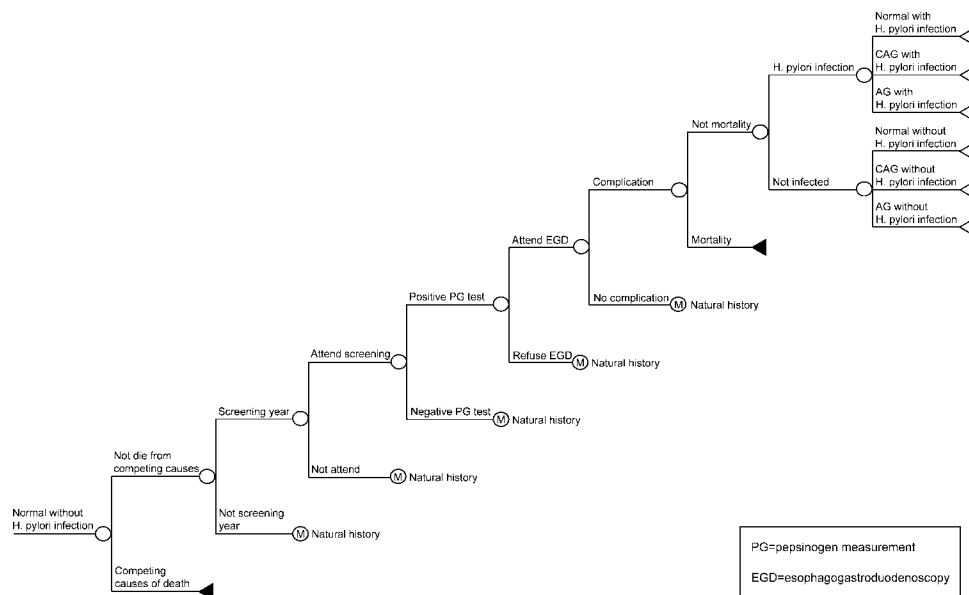 Normal with
H. pylori infection
H. pylori infection
CAG with
H. pylori infection
AG with
H. pylori infection
Not mortality
Normal without
H. pylori infection
Complication
Not infected
CAG without
H. pylori infection
AG without
H. pylori infection
Attend EGD
Mortality
Positive PG test
No complication
M
Natural history
Attend screening
Refuse EGD
M
Natural history
Screening year
Negative PG test
M
Natural history
Not die from
competing causes
Not attend
M
Natural history
Normal without
H. pylori infection
Not screening
year
M
Natural history
Competing
causes of death
PG=pepsinogen measurement
EGD=esophagogastroduodenoscopy